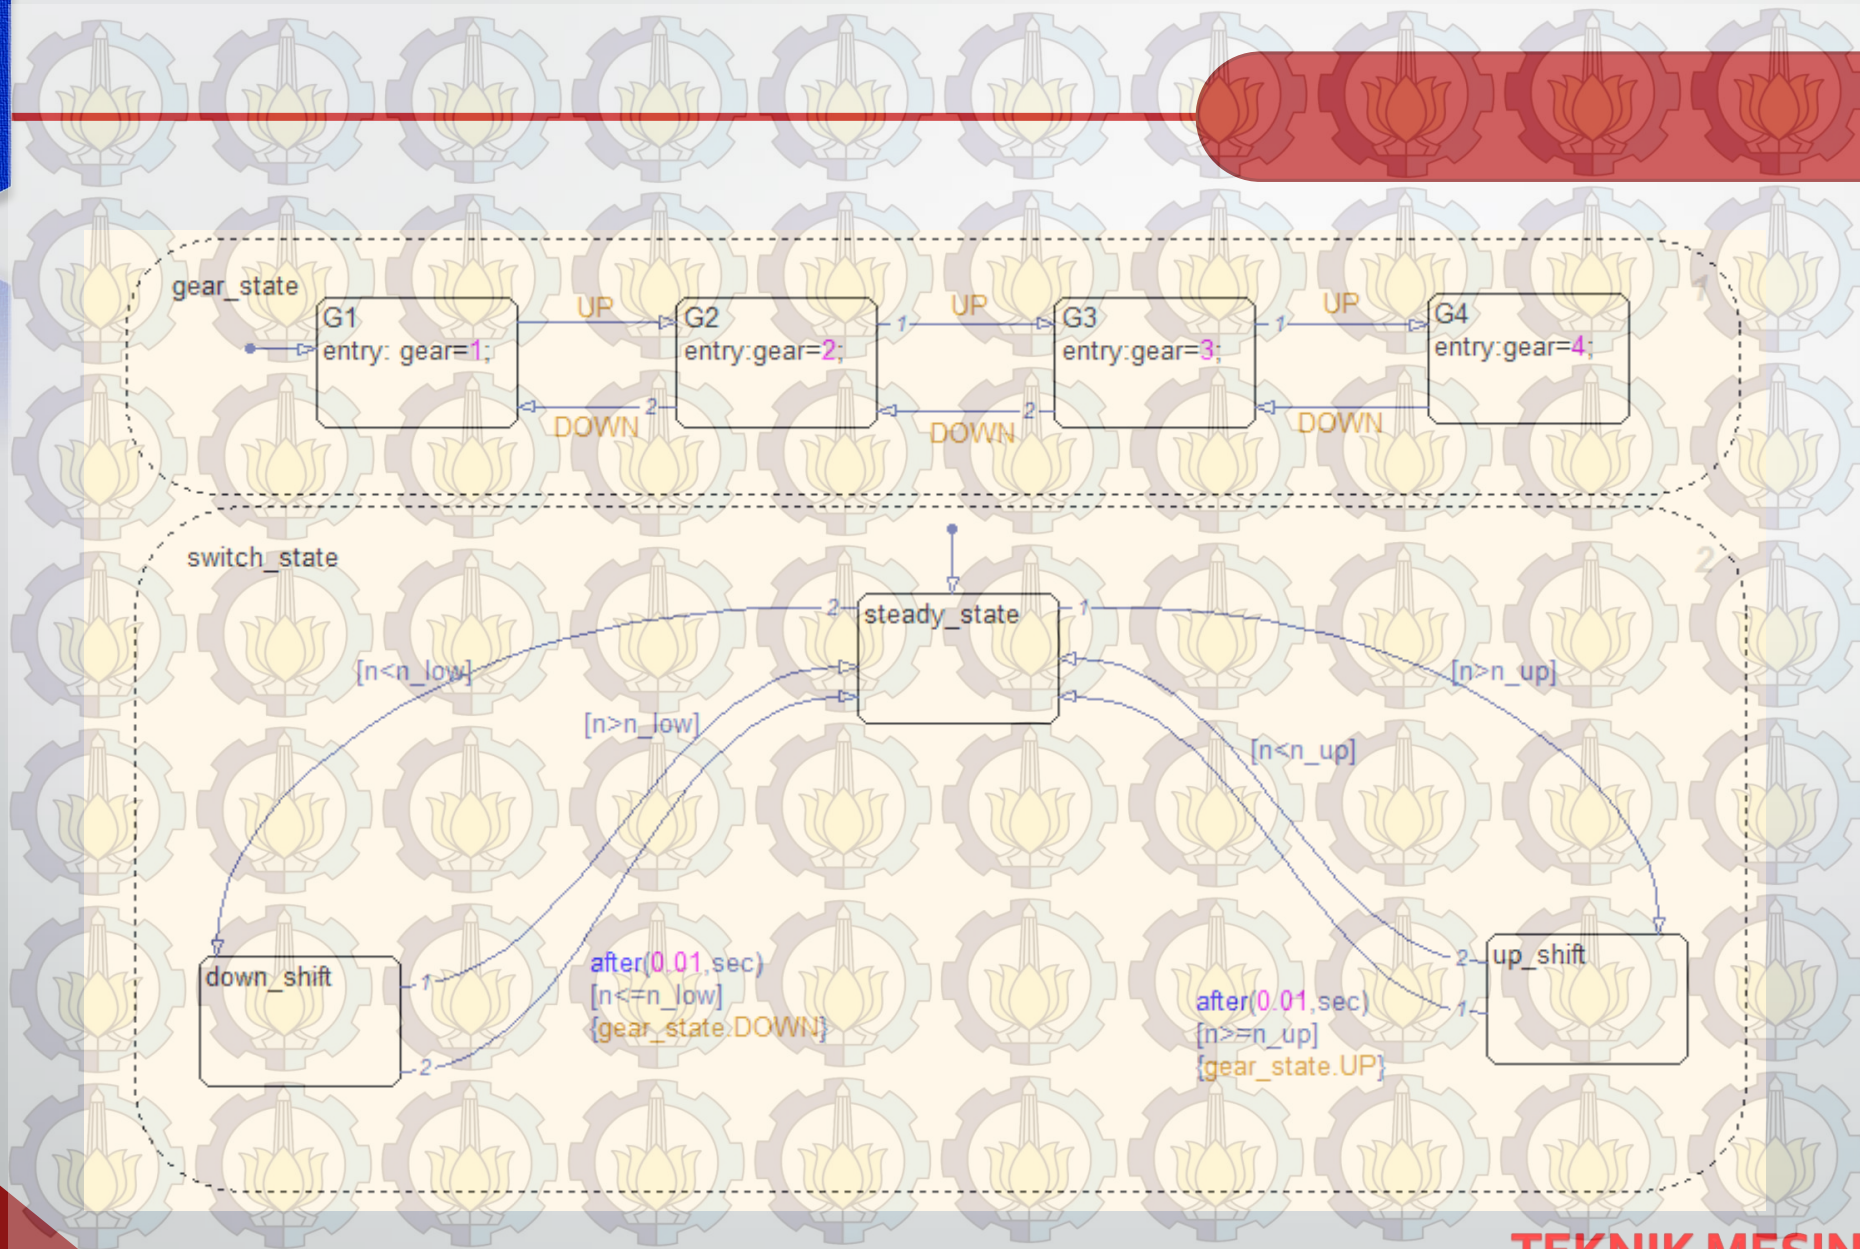 gear_state
1
G1
entry: gear=1;
UP
G2
entry:gear=2;
1
UP
G3
entry:gear=3;
1
UP
G4
entry:gear=4;
2
DOWN
2
DOWN
DOWN
switch_state
2
2
steady_state
1
[n<n_low]
[n>n_up]
[n>n_low]
[n<n_up]
down_shift
1
2
after(0.01,sec)
[n<=n_low]
{gear_state.DOWN}
after(0.01,sec)
[n>=n_up]
{gear_state.UP}
2
1
up_shift
TEKNIK MESIN